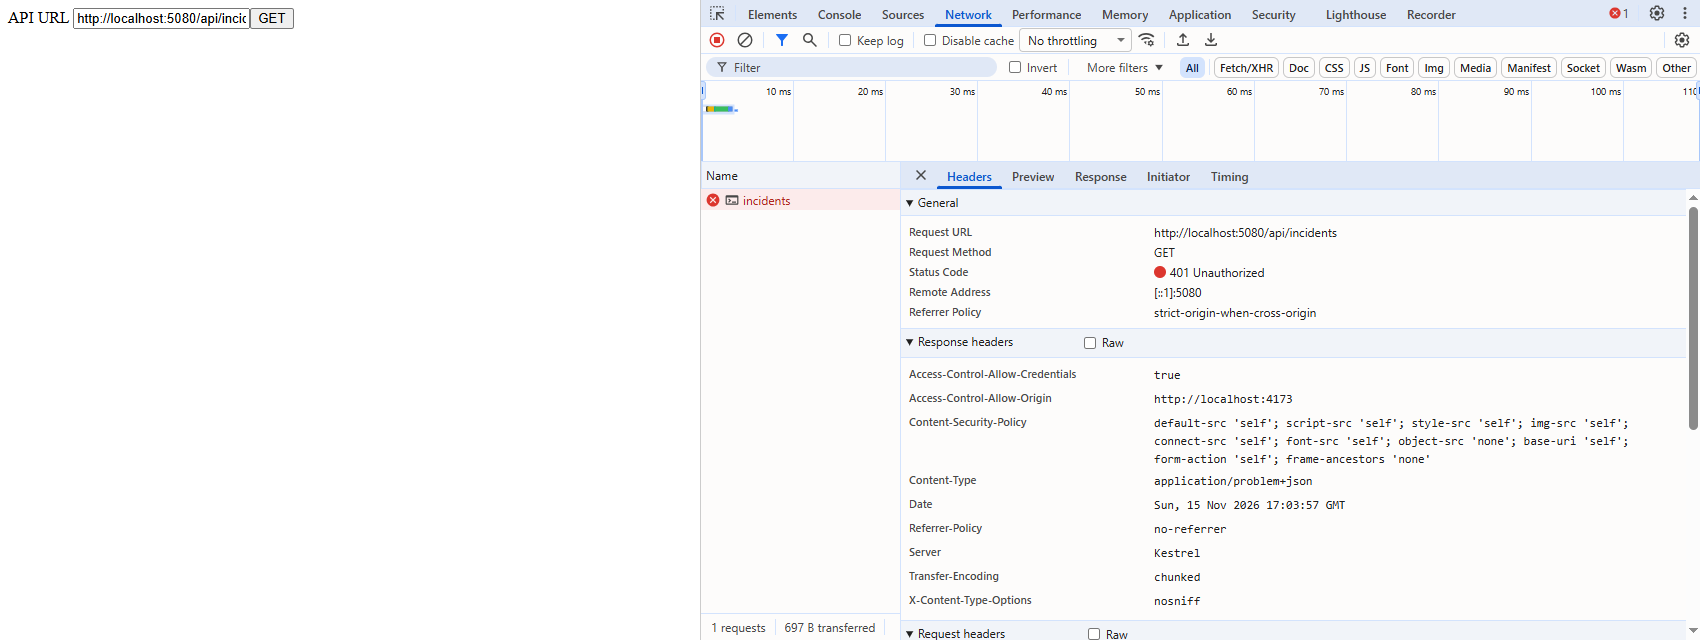 API URL http://localhost:5080/api/incic GET
Elements Console Sources Network Performance Memory Application Security Lighthouse Recorder 1
Keep log Disable cache No throttling
Filter Invert More filters All Fetch/XHR Doc CSS JS Font Img Media Manifest Socket Wasm Other
10 ms 20 ms 30 ms 40 ms 50 ms 60 ms 70 ms 80 ms 90 ms 100 ms 110
Name
incidents
Headers Preview Response Initiator Timing
General
Request URL http://localhost:5080/api/incidents
Request Method GET
Status Code 401 Unauthorized
Remote Address [::1]:5080
Referrer Policy strict-origin-when-cross-origin
Response headers Raw
Access-Control-Allow-Credentials true
Access-Control-Allow-Origin http://localhost:4173
Content-Security-Policy default-src 'self'; script-src 'self'; style-src 'self'; img-src 'self';
connect-src 'self'; font-src 'self'; object-src 'none'; base-uri 'self';
form-action 'self'; frame-ancestors 'none'
Content-Type application/problem+json
Date Sun, 15 Nov 2026 17:03:57 GMT
Referrer-Policy no-referrer
Server Kestrel
Transfer-Encoding chunked
X-Content-Type-Options nosniff
Request headers Raw
1 requests 697 B transferred